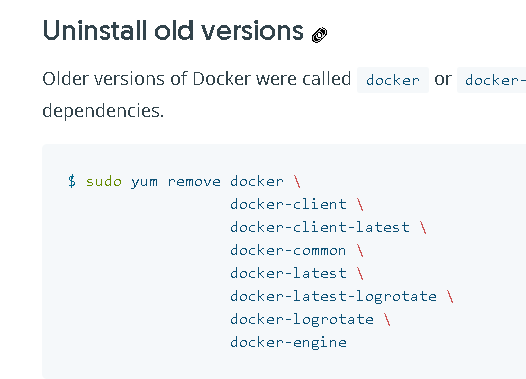 Uninstall old versions
Older versions of Docker were called docker or docker-
dependencies.
$ sudo yum remove docker \
docker-client \
docker-client-latest \
docker-common \
docker-latest \
docker-latest-logrotate \
docker-logrotate \
docker-engine